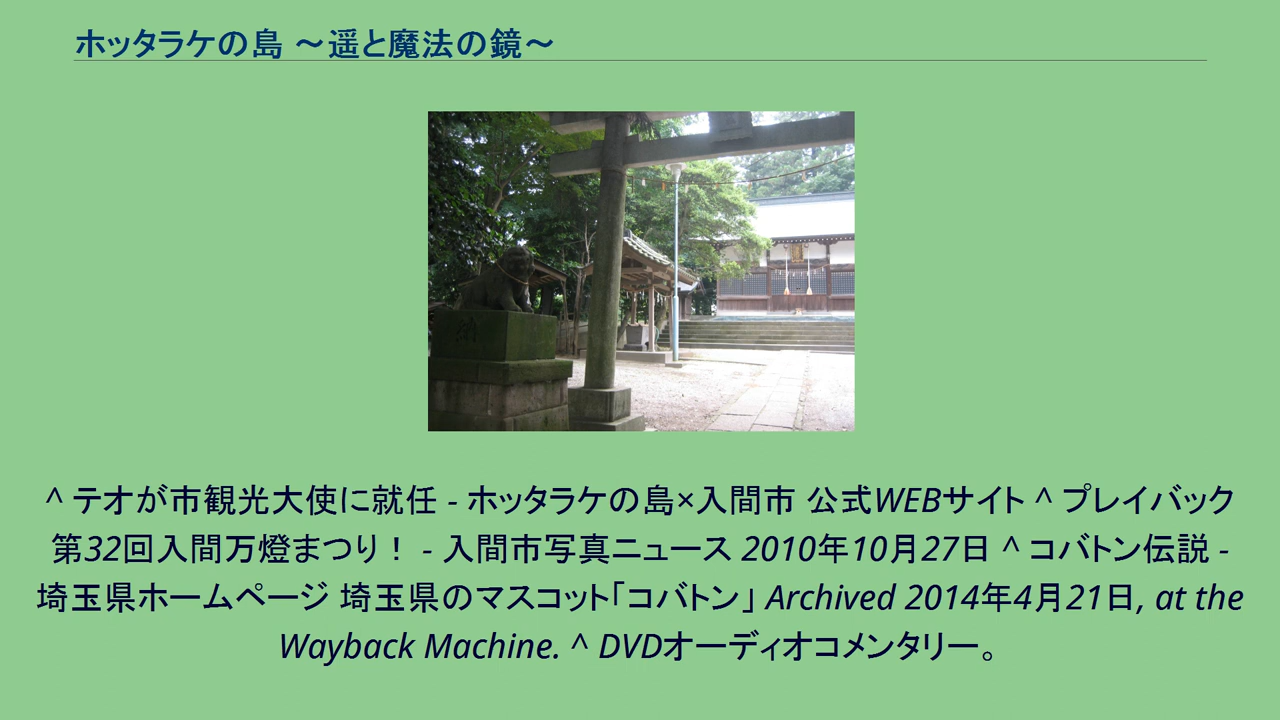 ホッタラケの島 〜遥と魔法の鏡〜
^ テオが市観光大使に就任 - ホッタラケの島×入間市 公式WEBサイト ^ プレイバック
第32回入間万燈まつり！ - 入間市写真ニュース 2010年10月27日 ^ コバトン伝説 -
埼玉県ホームページ 埼玉県のマスコット「コバトン」 Archived 2014年4月21日, at the
Wayback Machine. ^ DVDオーディオコメンタリー。